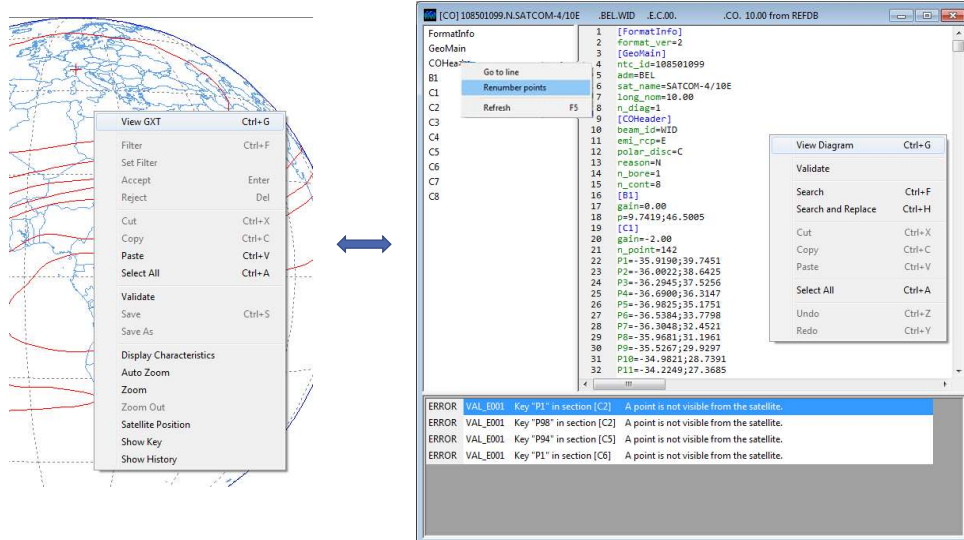 View GXT Ctrl+G
Filter Ctrl+F
Set Filter
Accept Enter
Reject Del
Cut Ctrl+X
Copy Ctrl+C
Paste Ctrl+V
Select All Ctrl+A
Validate
Save Ctrl+S
Save As
Display Characteristics
Auto Zoom
Zoom
Zoom Out
Satellite Position
Show Key
Show History
[CO] 108501099.N.SATCOM-4/10E .BEL.WID .E.C.00. .CO. 10.00 from REFDB
FormatInfo
GeoMain
B1
C1
C2
C3
C4
C5
C6
C7
C8
Go to line
Renumber points
Refresh F5
1 [FormatInfo]
2 format_ver=2
3 [GeoMain]
4 ntc_id=108501099
5 adm=BEL
6 sat_name=SATCOM-4/10E
7 long_nom=10.00
8 n_diag=1
9 [COHeader]
10 beam_id=WID
11 emi_rcp=E
12 polar_disc=C
13 reason=N
14 n_bore=1
15 n_cont=8
16 [B1]
17 gain=0.00
18 p=9.7419;46.5005
19 [C1]
20 gain=-2.00
21 n_point=142
22 P1=-35.9190;39.7451
23 P2=-36.0022;38.6425
24 P3=-36.2945;37.5256
25 P4=-36.6900;36.3147
26 P5=-36.9825;35.1751
27 P6=-36.5384;33.7798
28 P7=-36.3048;32.4521
29 P8=-35.9681;31.1961
30 P9=-35.5267;29.9297
31 P10=-34.9821;28.7391
32 P11=-34.2249;27.3685
View Diagram Ctrl+G
Validate
Search Ctrl+F
Search and Replace Ctrl+H
Cut Ctrl+X
Copy Ctrl+C
Paste Ctrl+V
Select All Ctrl+A
Undo Ctrl+Z
Redo Ctrl+Y
ERROR VAL_E001 Key "P1" in section [C2] A point is not visible from the satellite.
ERROR VAL_E001 Key "P98" in section [C2] A point is not visible from the satellite.
ERROR VAL_E001 Key "P94" in section [C5] A point is not visible from the satellite.
ERROR VAL_E001 Key "P1" in section [C6] A point is not visible from the satellite.